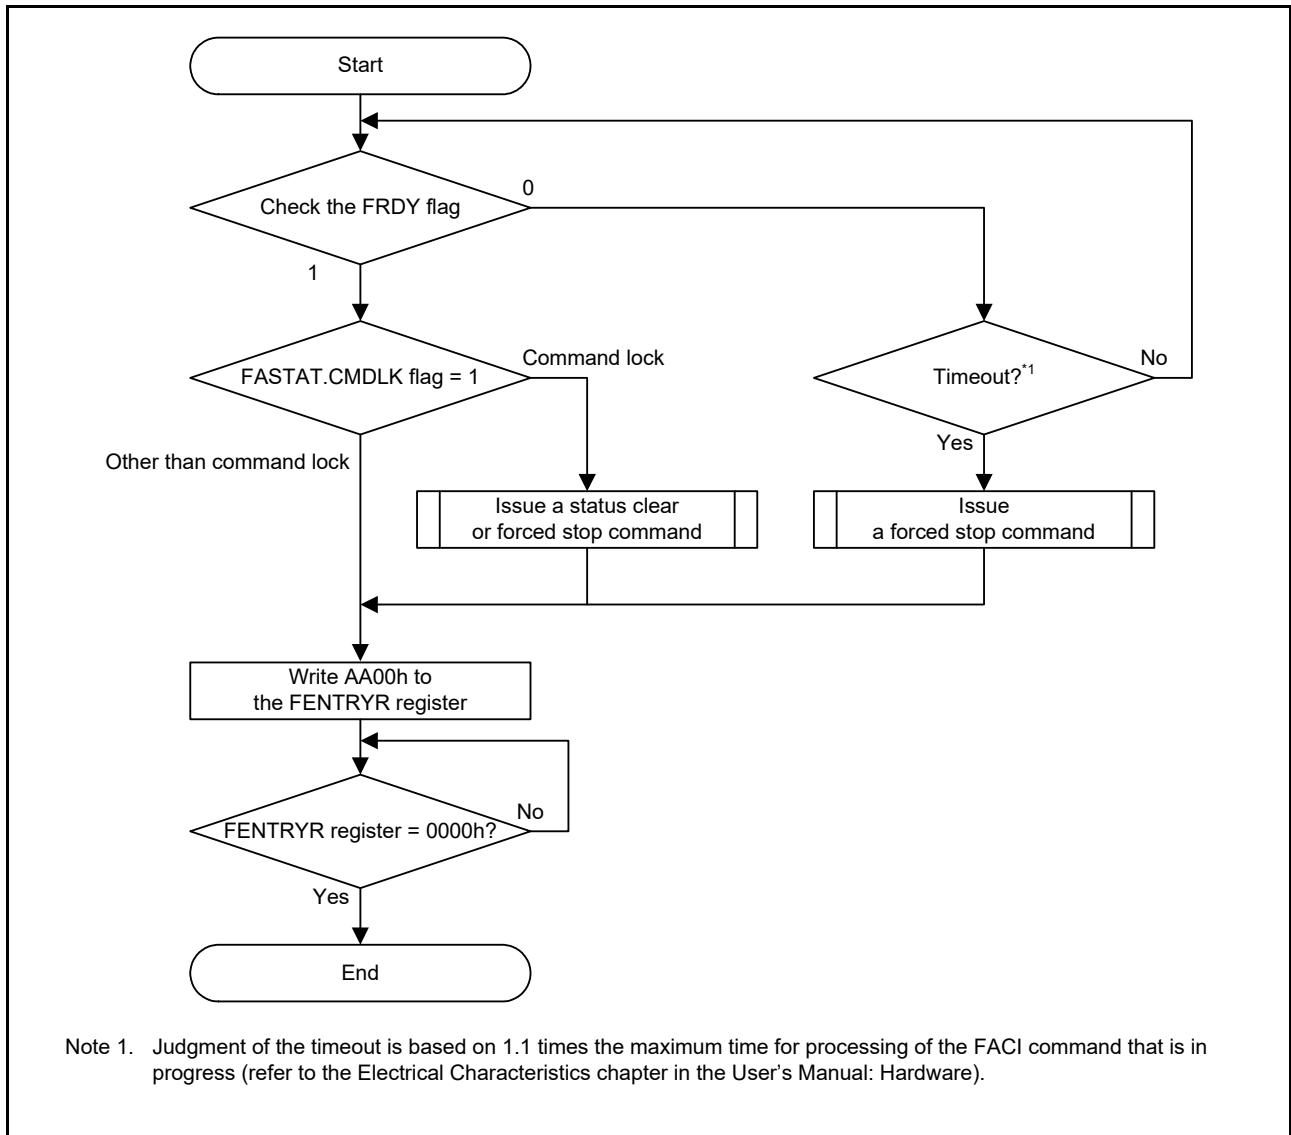 Start
Check the FRDY flag
0
1
FASTAT.CMDLK flag = 1
Command lock
Timeout?*1
No
Yes
Other than command lock
Issue a status clear
or forced stop command
Issue
a forced stop command
Write AA00h to
the FENTRYR register
FENTRYR register = 0000h?
No
Yes
End
Note 1. Judgment of the timeout is based on 1.1 times the maximum time for processing of the FACI command that is in
progress (refer to the Electrical Characteristics chapter in the User's Manual: Hardware).